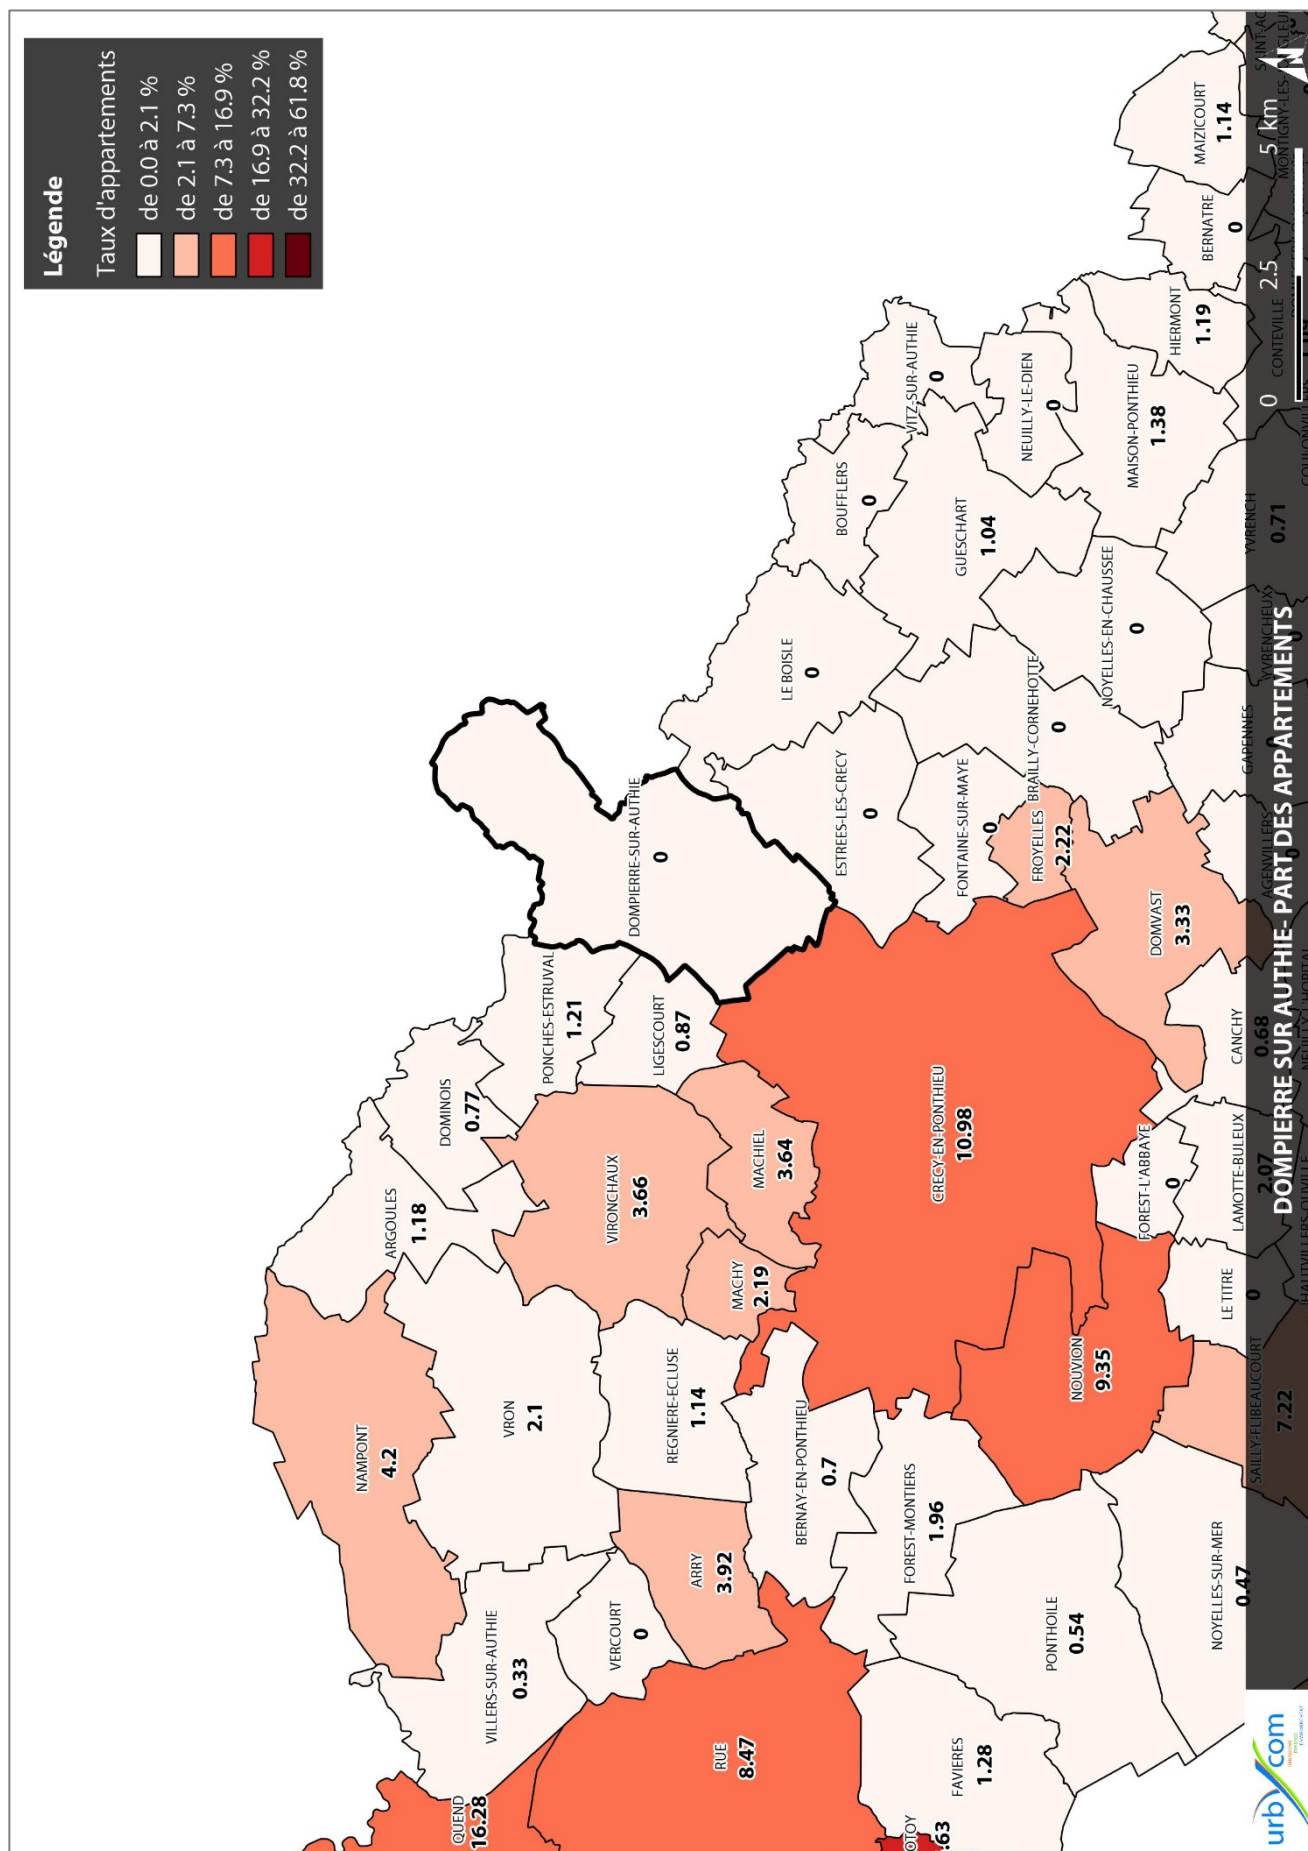 Légende
Taux d'appartements
de 0.0 à 2.1 %
de 2.1 à 7.3 %
de 7.3 à 16.9 %
de 16.9 à 32.2 %
de 32.2 à 61.8 %
NAMPONT
4.2
ARGOULES
1.18
DOMINOIS
0.77
QUEND
16.28
VILLERS-SUR-AUTHIE
0.33
VRON
2.1
PONCHES-ESTRUVAL
1.21
VERCOURT
0
VIRONCHAUX
3.66
DOMPIERRE-SUR-AUTHIE
0
LIGESCOURT
0.87
REGNIERE-ECLUSE
1.14
ARRY
3.92
RUE
8.47
MACHY
2.19
MACHIEL
3.64
LE BOISLE
0
BERNAY-EN-PONTHIEU
0.7
ESTREES-LES-CRECY
0
BOUFFLERS
0
VITZ-SUR-AUTHIE
0
OTOY
.63
FOREST-MONTIERS
1.96
CRECY-EN-PONTHIEU
10.98
FAVIERES
1.28
FONTAINE-SUR-MAYE
0
GUESCHART
1.04
NEUILLY-LE-DIEN
0
FROYELLES
2.22
BRAILLY-CORNEHOTTE
0
PONTHOILE
0.54
NOUVION
9.35
NOYELLES-EN-CHAUSSEE
0
MAISON-PONTHIEU
1.38
FOREST-L'ABBAYE
0
DOMVAST
3.33
HIERMONT
1.19
BERNATRE
0
MAIZICOURT
1.14
NOYELLES-SUR-MER
0.47
LE TITRE
0
LAMOTTE-BULEUX
2.07
CANCHY
0.68
SAILLY-FLIBEAUCOURT
7.22
AGENVILLERS
0
GAPENNES
0
YVRENCHEUX
0
YVRENCH
0.71
CONTEVILLE
DOMPIERRE SUR AUTHIE- PART DES APPARTEMENTS
0 2.5 5 km
N
urbycom